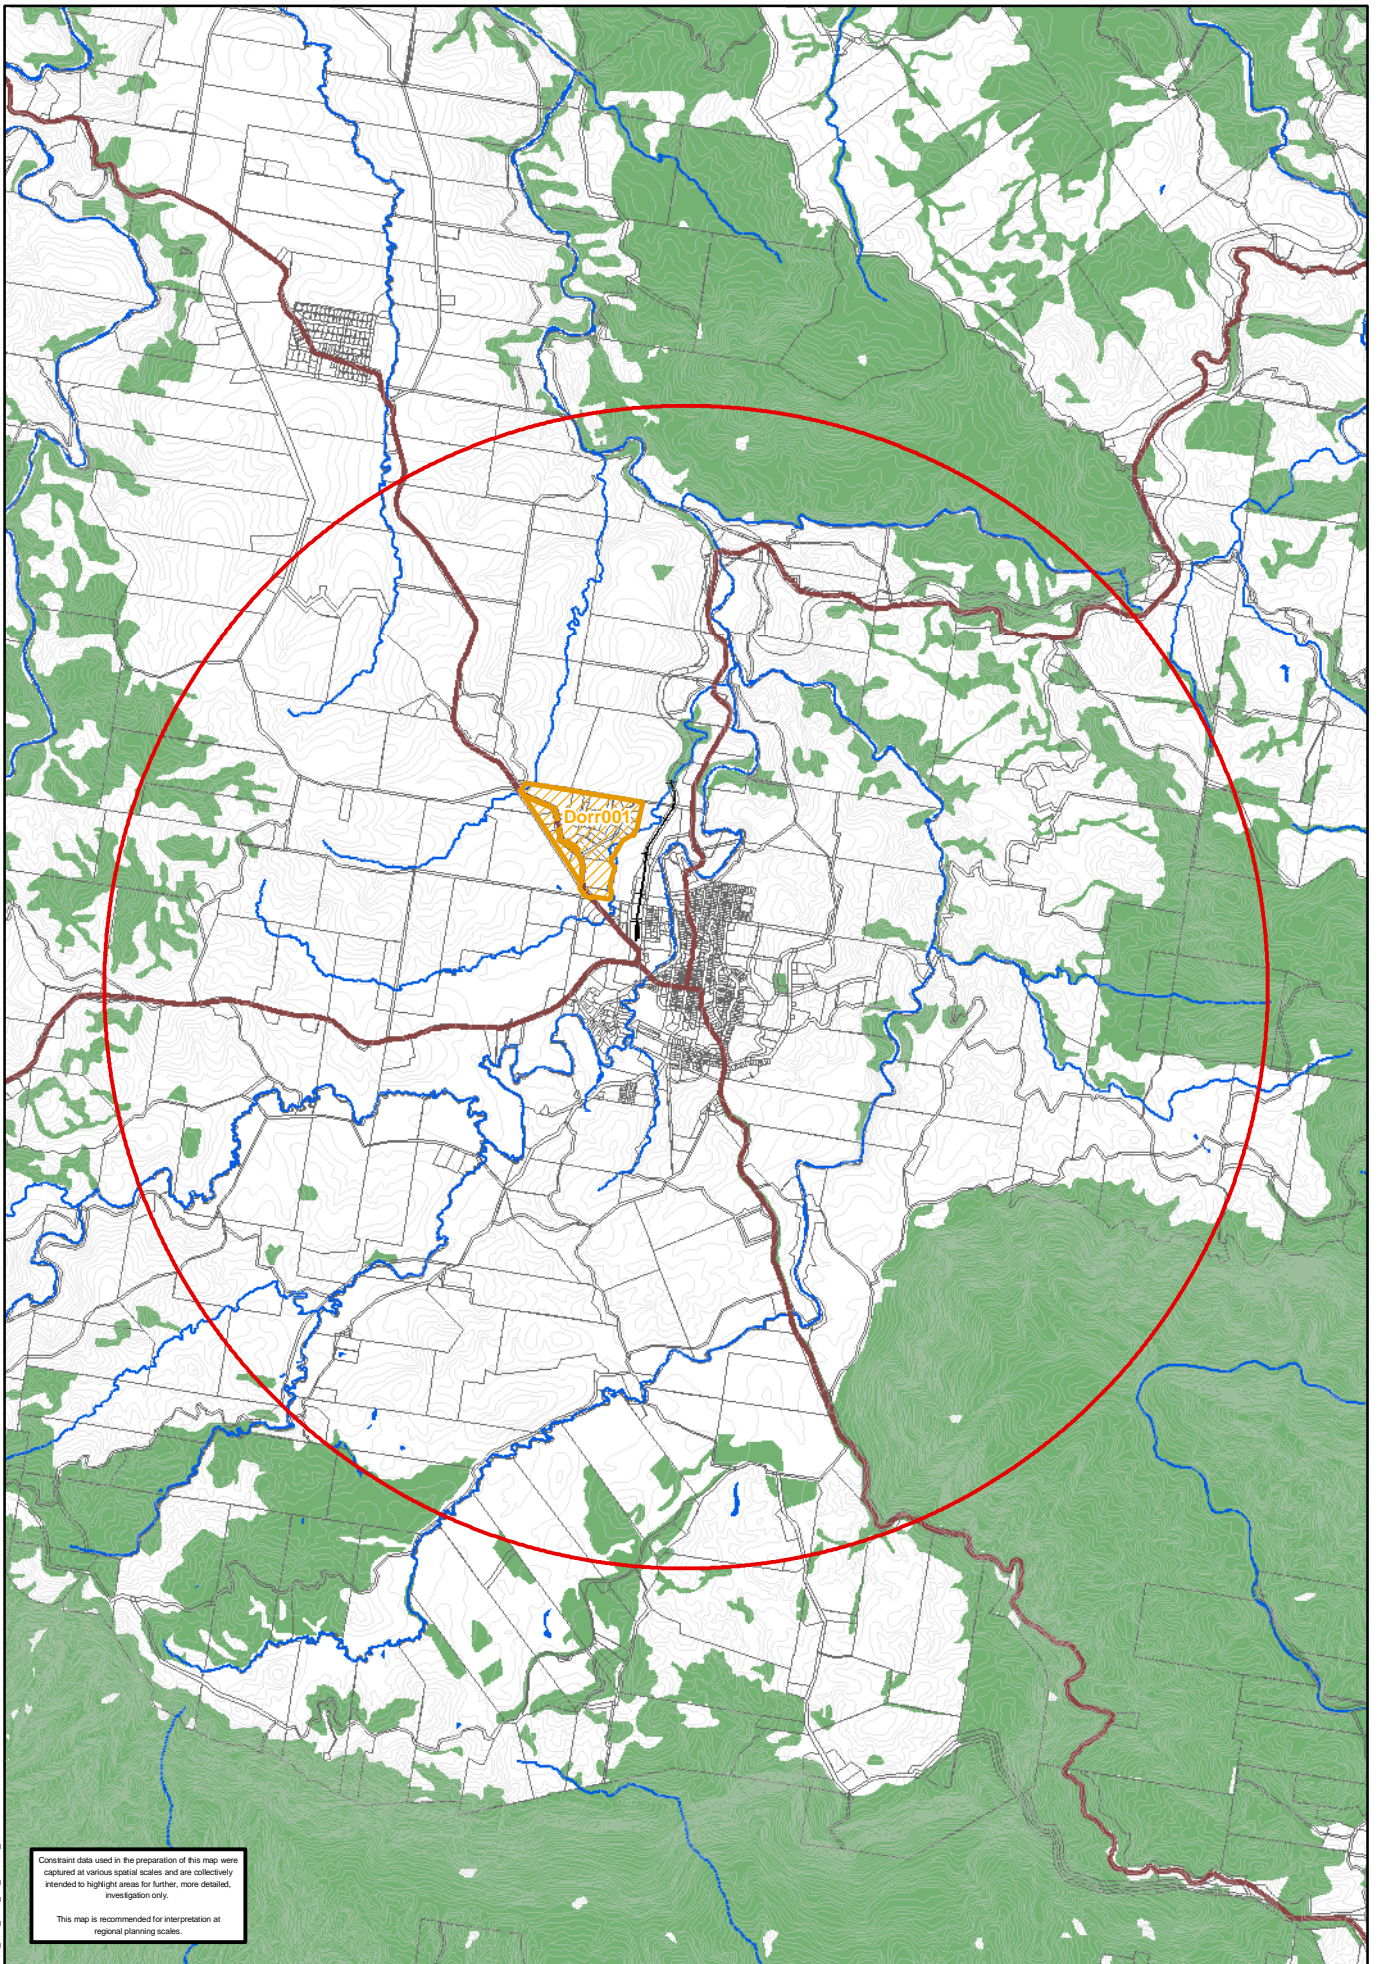 Dorr001
Constraint data used in the preparation of this map were
captured at various spatial scales and are collectively
intended to highlight areas for further, more detailed,
investigation only.
This map is recommended for interpretation at
regional planning scales.